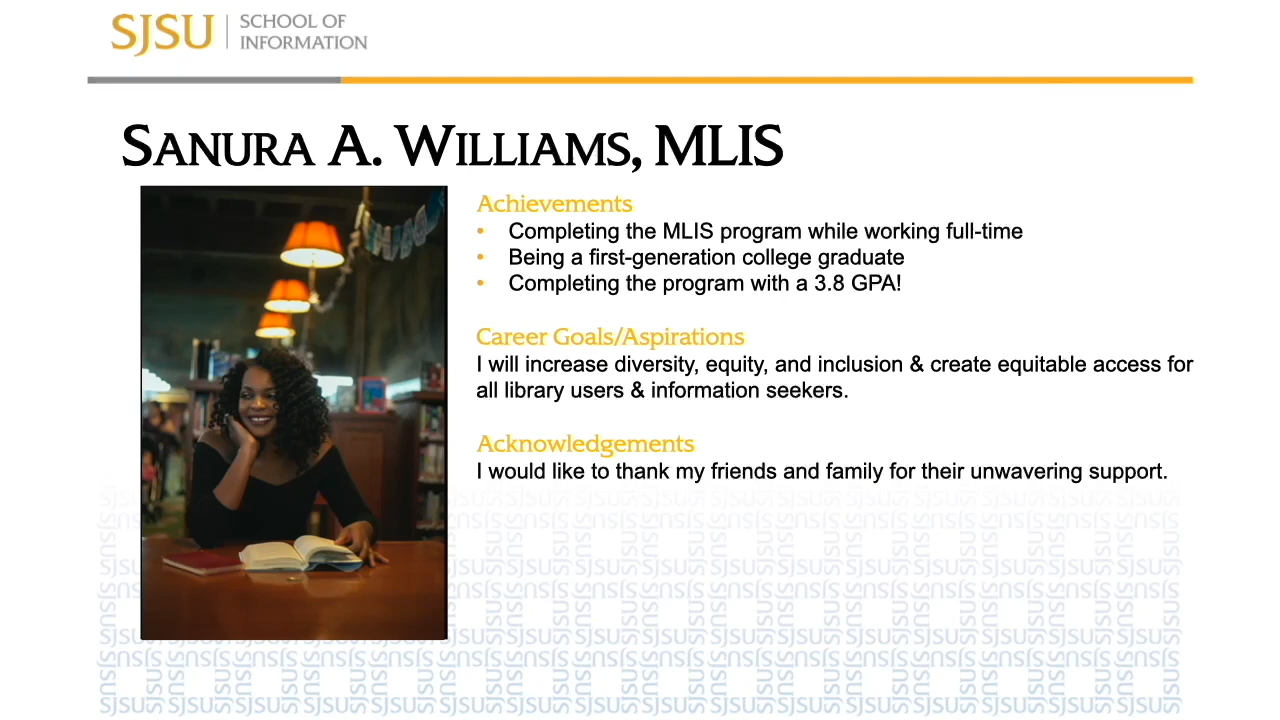 SJSU | SCHOOL OF
INFORMATION
SANURA A. WILLIAMS, MLIS
Achievements
• Completing the MLIS program while working full-time
• Being a first-generation college graduate
• Completing the program with a 3.8 GPA!
Career Goals/Aspirations
I will increase diversity, equity, and inclusion & create equitable access for
all library users & information seekers.
Acknowledgements
I would like to thank my friends and family for their unwavering support.